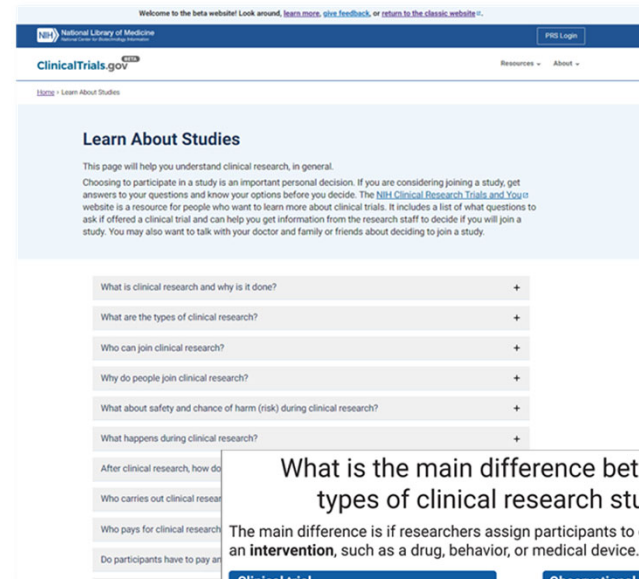 Welcome to the beta website! Look around, learn more, give feedback, or return to the classic website.
NIH National Library of Medicine
National Center for Biotechnology Information
PRS Login
ClinicalTrials.gov BETA
Resources
About
Home > Learn About Studies
Learn About Studies
This page will help you understand clinical research, in general.
Choosing to participate in a study is an important personal decision. If you are considering joining a study, get
answers to your questions and know your options before you decide. The NIH Clinical Research Trials and You
website is a resource for people who want to learn more about clinical trials. It includes a list of what questions to
ask if offered a clinical trial and can help you get information from the research staff to decide if you will join a
study. You may also want to talk with your doctor and family or friends about deciding to join a study.
What is clinical research and why is it done? +
What are the types of clinical research? +
Who can join clinical research? +
Why do people join clinical research? +
What about safety and chance of harm (risk) during clinical research? +
What happens during clinical research? +
After clinical research, how do
Who carries out clinical resear
Who pays for clinical research
Do participants have to pay an
What is the main difference bet
types of clinical research stu
The main difference is if researchers assign participants to
an intervention, such as a drug, behavior, or medical device.